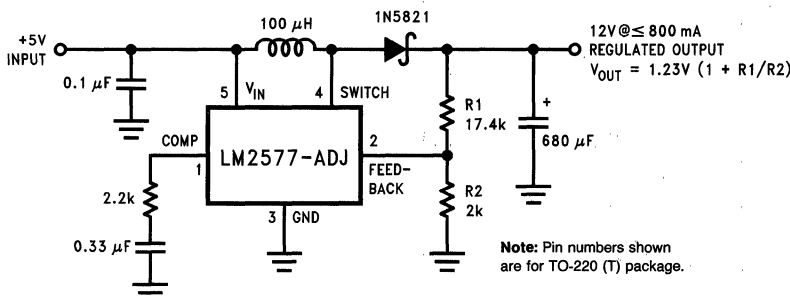 100 μH
1N5821
+5V
INPUT
12V@≤ 800 mA
REGULATED OUTPUT
VOUT = 1.23V (1 + R1/R2)
0.1 μF
5
VIN
4
SWITCH
R1
17.4k
+
680 μF
COMP
1
LM2577-ADJ
2
FEED-
BACK
2.2k
R2
2k
3
GND
0.33 μF
Note: Pin numbers shown
are for TO-220 (T) package.